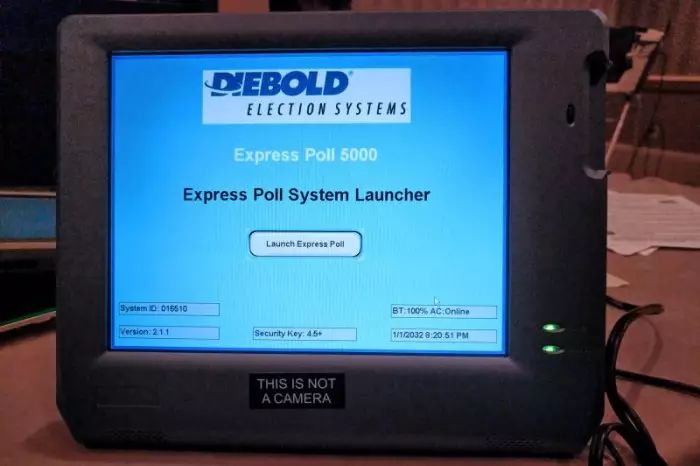 DIEBOLD®
ELECTION SYSTEMS
Express Poll 5000
Express Poll System Launcher
Launch Express Poll
System ID: 016510
BT:100% AC:Online
Version: 2.1.1
Security Key: 4.5+
1/1/2032 8:20:51 PM
THIS IS NOT
A CAMERA